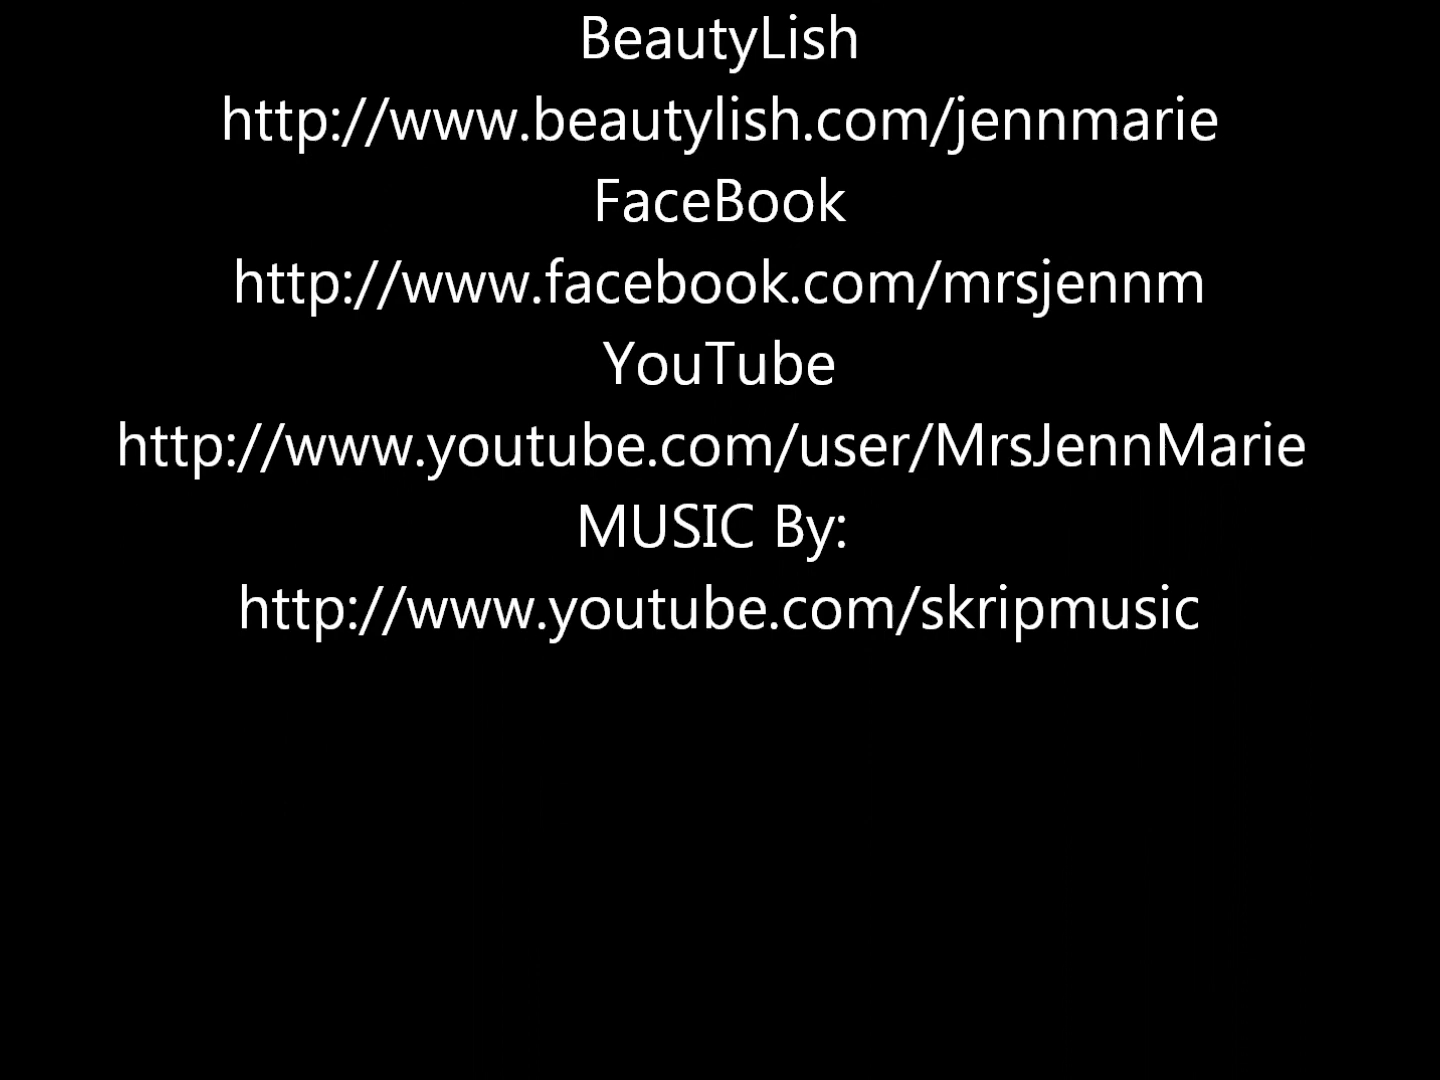 BeautyLish
http://www.beautylish.com/jennmarie
FaceBook
http://www.facebook.com/mrsjennm
YouTube
http://www.youtube.com/user/MrsJennMarie
MUSIC By:
http://www.youtube.com/skripmusic